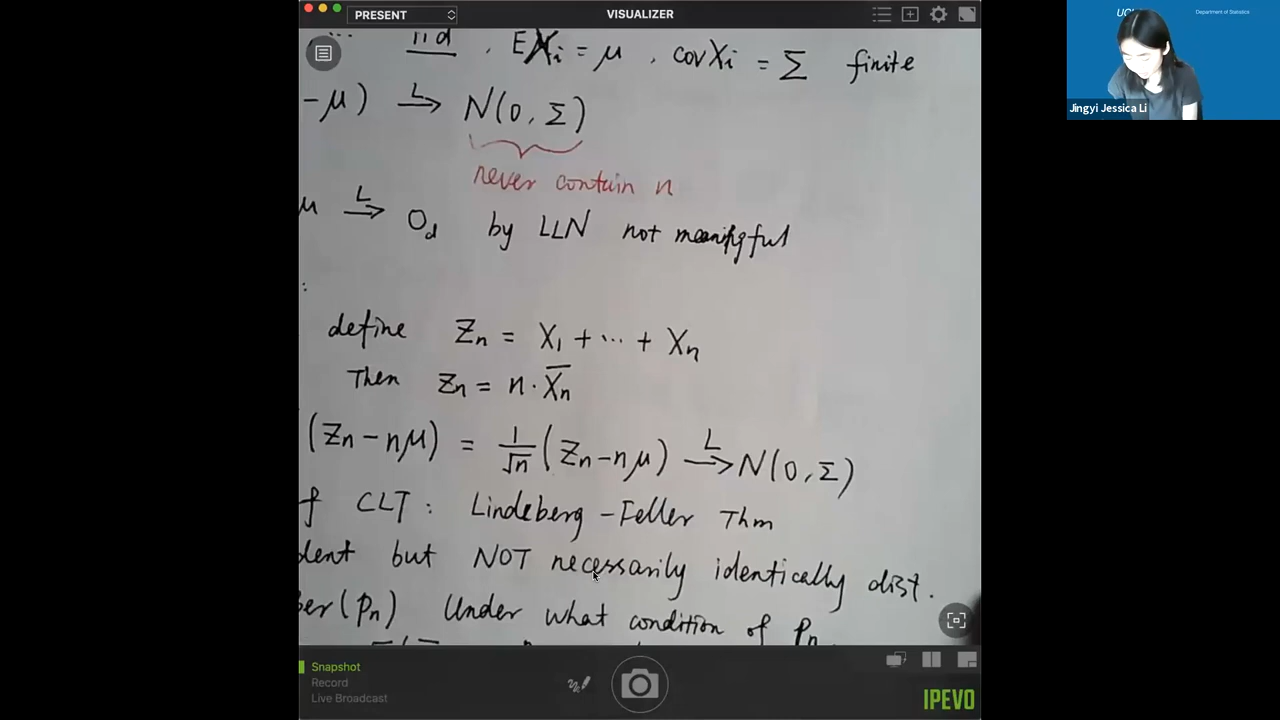 PRESENT
VISUALIZER
iid , EXi = μ , cov Xi = Σ finite
-μ) →L N(0, Σ)
never contain n
μ →L 0d by LLN not meaningful
:
define Zn = X1 + ... + Xn
Then Zn = n · X̄n
(Zn - nμ) = 1/√n (Zn - nμ) →L N(0, Σ)
f CLT : Lindeberg - Feller Thm
dent but NOT necessarily identically dist.
ber(pn) Under what condition of pn
Snapshot
Record
Live Broadcast
IPEVO
Department of Statistics
Jingyi Jessica Li